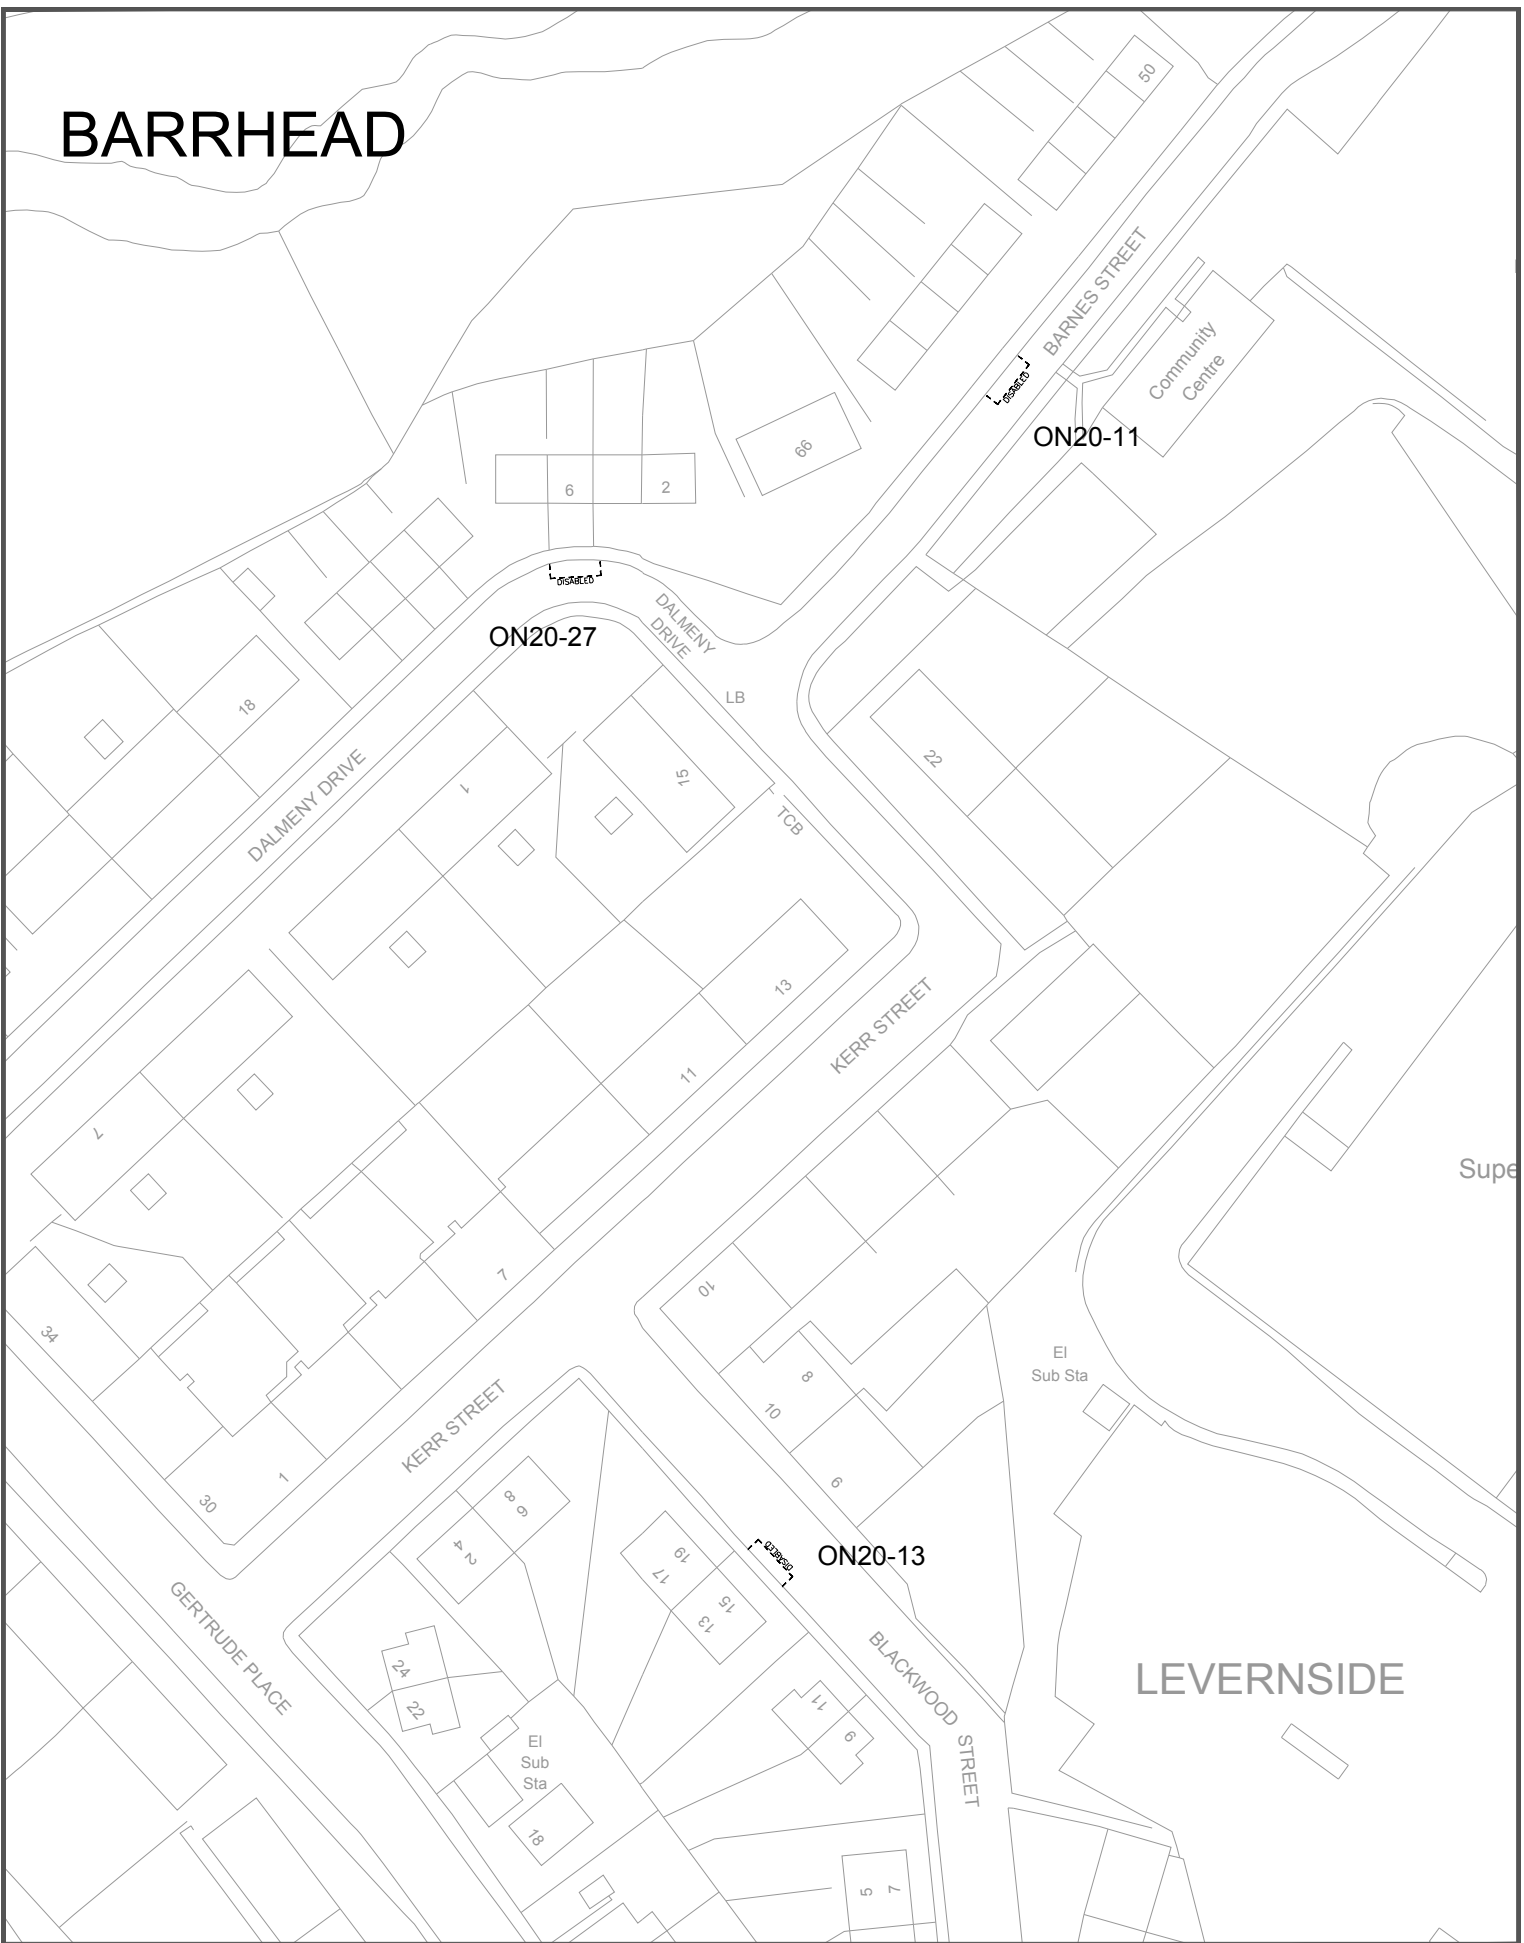 BARRHEAD
50
BARNES STREET
Community
Centre
DISABLED
ON20-11
66
6
2
DISABLED
ON20-27
DALMENY
DRIVE
LB
18
22
15
1
DALMENY DRIVE
TCB
13
KERR STREET
11
7
Supe
7
10
34
El
Sub Sta
8
10
KERR STREET
1
30
6
8
6
4
2
DISABLED
ON20-13
19
17
15
13
GERTRUDE PLACE
BLACKWOOD STREET
LEVERNSIDE
24
22
11
9
El
Sub
Sta
18
5
7